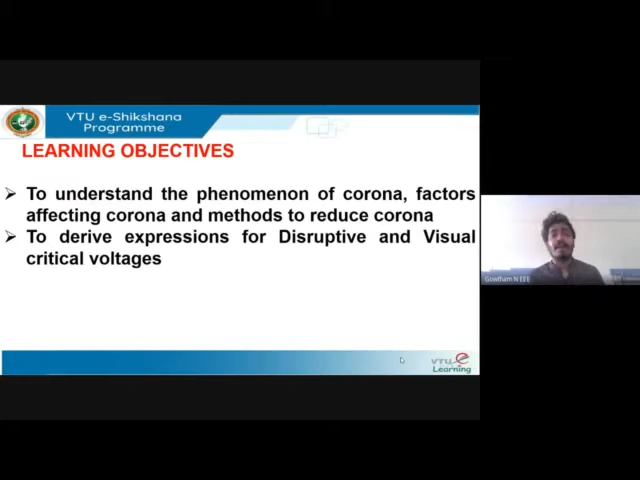 VTU e-Shikshana
Programme
LEARNING OBJECTIVES
➢ To understand the phenomenon of corona, factors
affecting corona and methods to reduce corona
➢ To derive expressions for Disruptive and Visual
critical voltages
Gowtham N EEE
VTU e
Learning